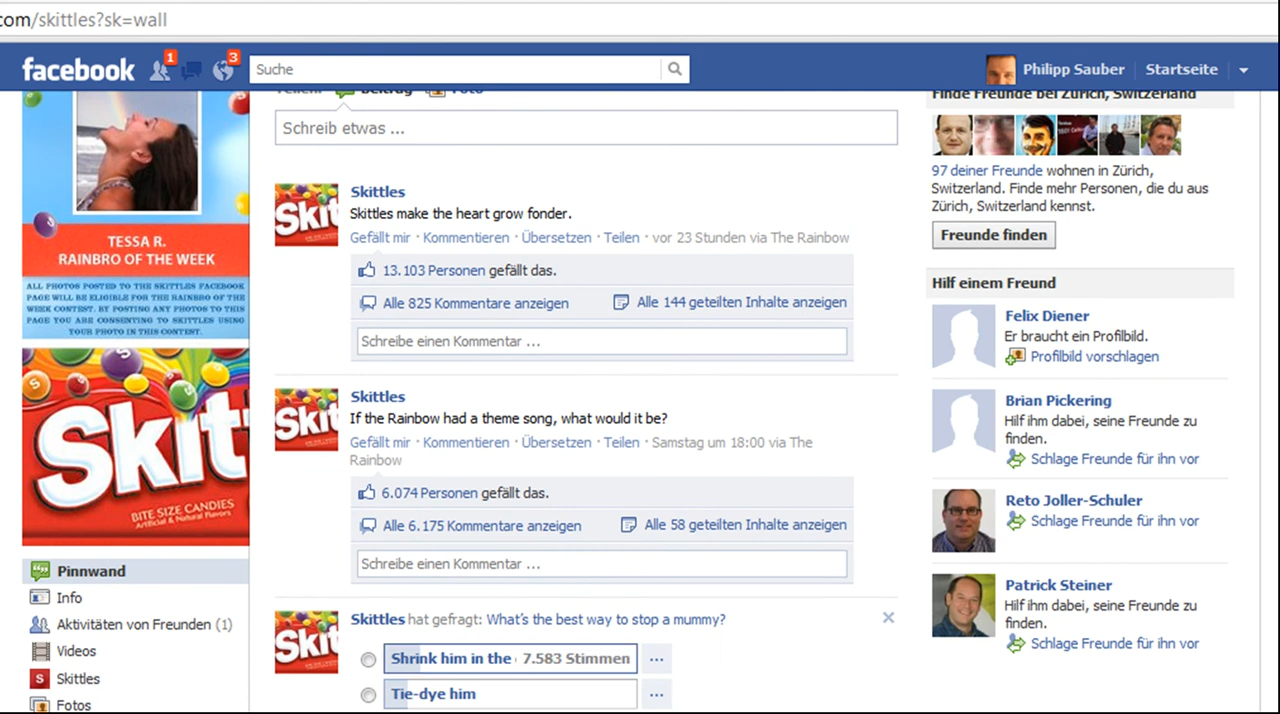 com/skittles?sk=wall
facebook 1 3 Suche Philipp Sauber Startseite
Beitrag Foto
Schreib etwas ...
TESSA R.
RAINBRO OF THE WEEK
ALL PHOTOS POSTED TO THE SKITTLES FACEBOOK
PAGE WILL BE ELIGIBLE FOR THE RAINBRO OF THE
WEEK CONTEST. BY POSTING ANY PHOTOS TO THIS
PAGE YOU ARE CONSENTING TO SKITTLES USING
YOUR PHOTO IN THIS CONTEST.
Skitt
BITE SIZE CANDIES
Artificial & Natural Flavors
Pinnwand
Info
Aktivitäten von Freunden (1)
Videos
Skittles
Fotos
Skittles
Skittles make the heart grow fonder.
Gefällt mir · Kommentieren · Übersetzen · Teilen · vor 23 Stunden via The Rainbow
13.103 Personen gefällt das.
Alle 825 Kommentare anzeigen Alle 144 geteilten Inhalte anzeigen
Schreibe einen Kommentar ...
Skittles
If the Rainbow had a theme song, what would it be?
Gefällt mir · Kommentieren · Übersetzen · Teilen · Samstag um 18:00 via The
Rainbow
6.074 Personen gefällt das.
Alle 6.175 Kommentare anzeigen Alle 58 geteilten Inhalte anzeigen
Schreibe einen Kommentar ...
Skittles hat gefragt: What's the best way to stop a mummy?
Shrink him in the 7.583 Stimmen ...
Tie-dye him ...
Finde Freunde bei Zürich, Switzerland
97 deiner Freunde wohnen in Zürich,
Switzerland. Finde mehr Personen, die du aus
Zürich, Switzerland kennst.
Freunde finden
Hilf einem Freund
Felix Diener
Er braucht ein Profilbild.
Profilbild vorschlagen
Brian Pickering
Hilf ihm dabei, seine Freunde zu
finden.
Schlage Freunde für ihn vor
Reto Joller-Schuler
Schlage Freunde für ihn vor
Patrick Steiner
Hilf ihm dabei, seine Freunde zu
finden.
Schlage Freunde für ihn vor